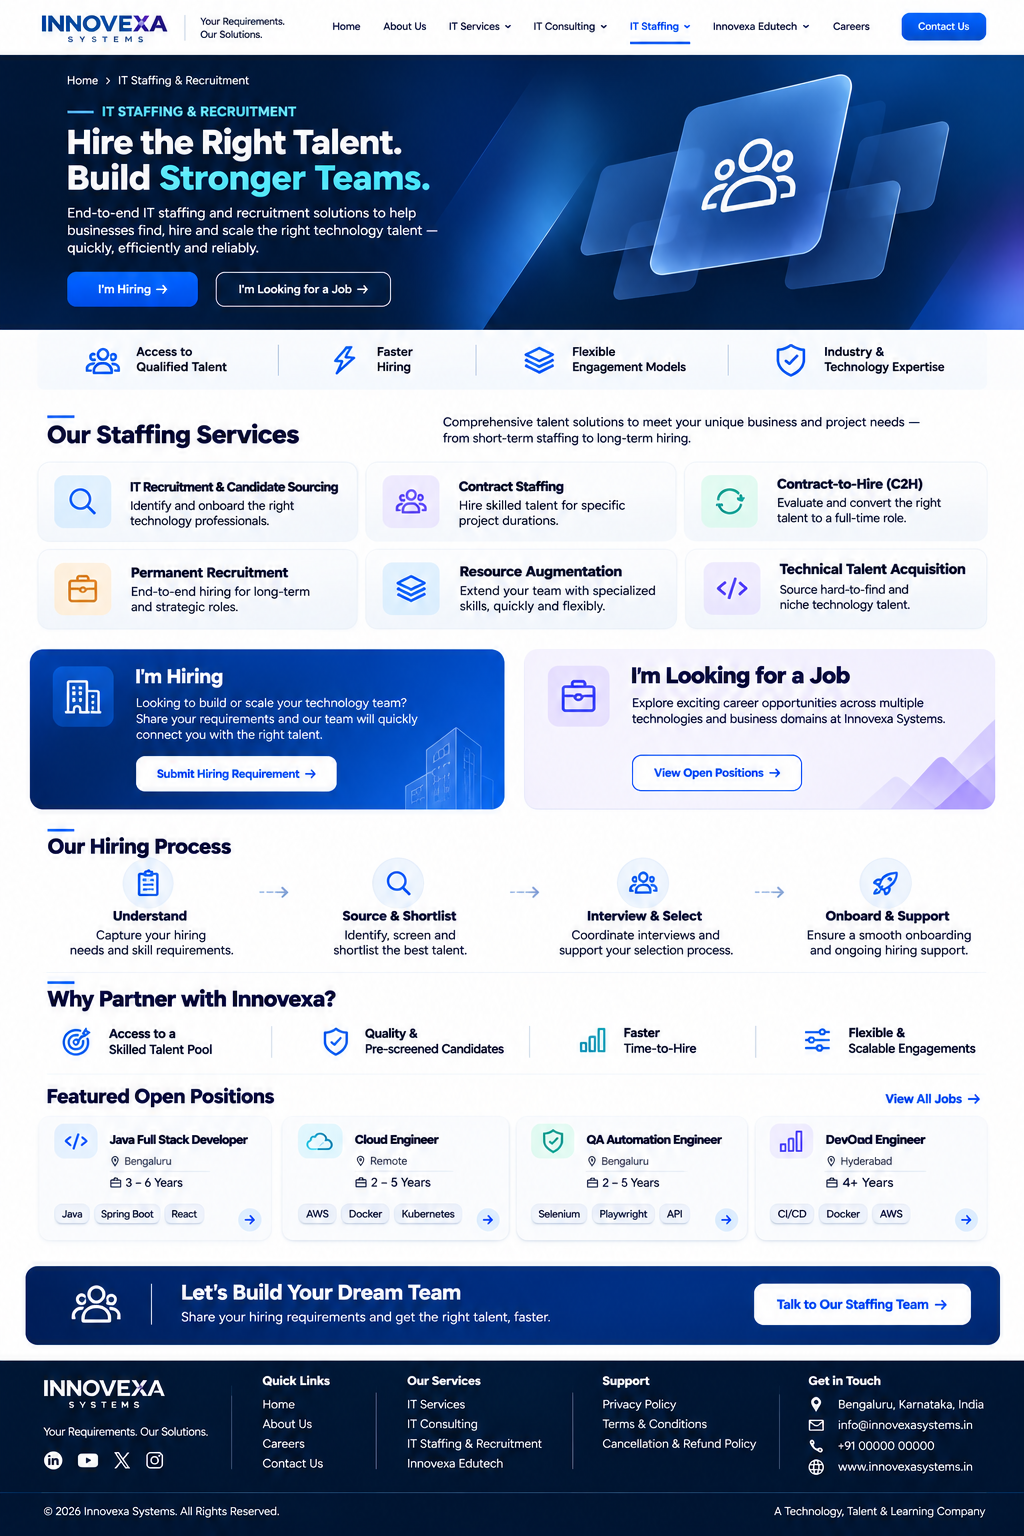 INNOVEXA
SYSTEMS
Your Requirements.
Our Solutions.
Home
About Us
IT Services
IT Consulting
IT Staffing
Innovexa Edutech
Careers
Contact Us
Home > IT Staffing & Recruitment
IT STAFFING & RECRUITMENT
Hire the Right Talent.
Build Stronger Teams.
End-to-end IT staffing and recruitment solutions to help
businesses find, hire and scale the right technology talent —
quickly, efficiently and reliably.
I'm Hiring →
I'm Looking for a Job →
Access to
Qualified Talent
Faster
Hiring
Flexible
Engagement Models
Industry &
Technology Expertise
Our Staffing Services
Comprehensive talent solutions to meet your unique business and project needs —
from short-term staffing to long-term hiring.
IT Recruitment & Candidate Sourcing
Identify and onboard the right
technology professionals.
Contract Staffing
Hire skilled talent for specific
project durations.
Contract-to-Hire (C2H)
Evaluate and convert the right
talent to a full-time role.
Permanent Recruitment
End-to-end hiring for long-term
and strategic roles.
Resource Augmentation
Extend your team with specialized
skills, quickly and flexibly.
Technical Talent Acquisition
Source hard-to-find and
niche technology talent.
I'm Hiring
Looking to build or scale your technology team?
Share your requirements and our team will quickly
connect you with the right talent.
Submit Hiring Requirement →
I'm Looking for a Job
Explore exciting career opportunities across multiple
technologies and business domains at Innovexa Systems.
View Open Positions →
Our Hiring Process
Understand
Capture your hiring
needs and skill requirements.
Source & Shortlist
Identify, screen and
shortlist the best talent.
Interview & Select
Coordinate interviews and
support your selection process.
Onboard & Support
Ensure a smooth onboarding
and ongoing hiring support.
Why Partner with Innovexa?
Access to a
Skilled Talent Pool
Quality &
Pre-screened Candidates
Faster
Time-to-Hire
Flexible &
Scalable Engagements
Featured Open Positions
View All Jobs →
Java Full Stack Developer
Bengaluru
3 – 6 Years
Java
Spring Boot
React
Cloud Engineer
Remote
2 – 5 Years
AWS
Docker
Kubernetes
QA Automation Engineer
Bengaluru
2 – 5 Years
Selenium
Playwright
API
Engineer
Hyderabad
4+ Years
CI/CD
Docker
AWS
Let's Build Your Dream Team
Share your hiring requirements and get the right talent, faster.
Talk to Our Staffing Team →
INNOVEXA
SYSTEMS
Your Requirements. Our Solutions.
Quick Links
Home
About Us
Careers
Contact Us
Our Services
IT Services
IT Consulting
IT Staffing & Recruitment
Innovexa Edutech
Support
Privacy Policy
Terms & Conditions
Cancellation & Refund Policy
Get in Touch
Bengaluru, Karnataka, India
info@innovexasystems.in
+91 00000 00000
www.innovexasystems.in
© 2026 Innovexa Systems. All Rights Reserved.
A Technology, Talent & Learning Company